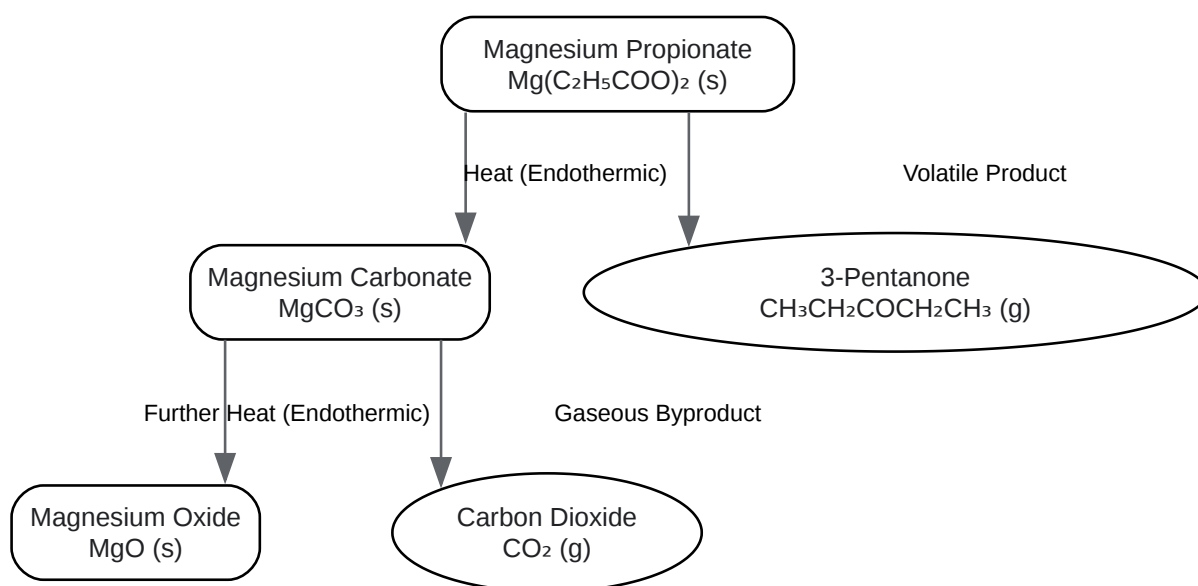 Magnesium Propionate
Mg(C₂H₅COO)₂ (s)
Heat (Endothermic)
Volatile Product
Magnesium Carbonate
MgCO₃ (s)
3-Pentanone
CH₃CH₂COCH₂CH₃ (g)
Further Heat (Endothermic)
Gaseous Byproduct
Magnesium Oxide
MgO (s)
Carbon Dioxide
CO₂ (g)